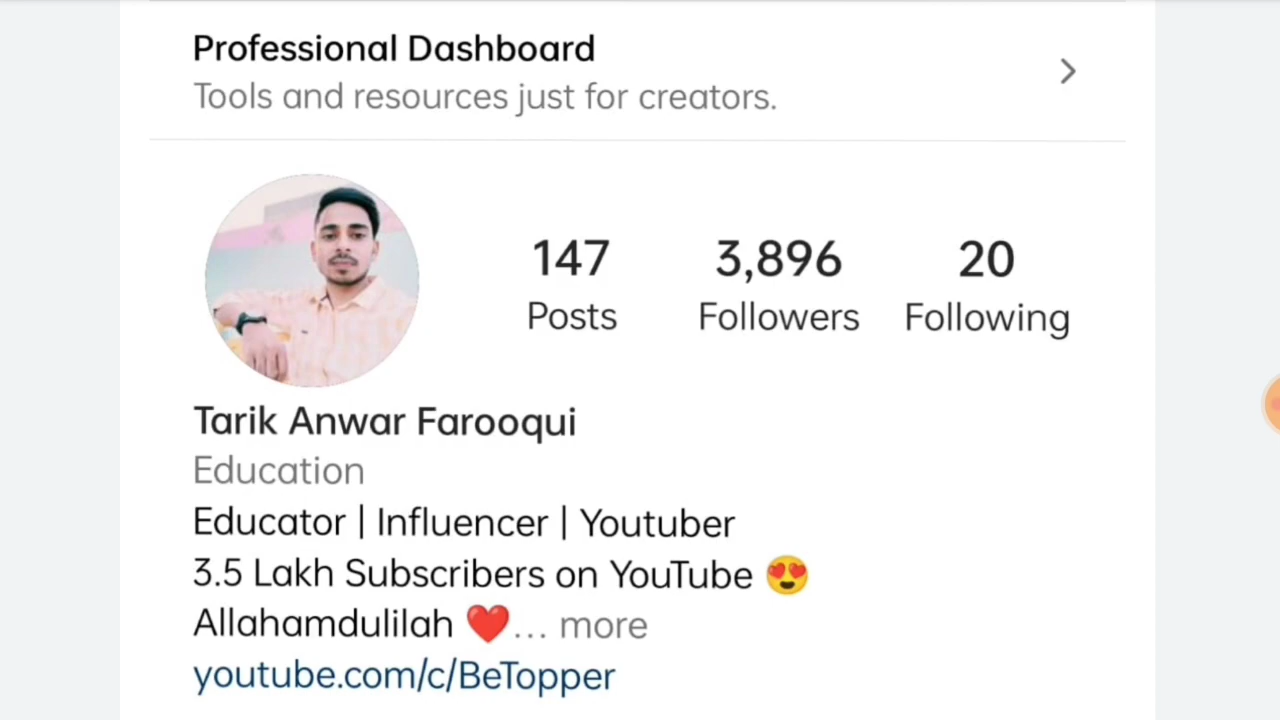 Professional Dashboard
Tools and resources just for creators.
147 3,896 20
Posts Followers Following
Tarik Anwar Farooqui
Education
Educator | Influencer | Youtuber
3.5 Lakh Subscribers on YouTube 😍
Allahamdulilah ❤️... more
youtube.com/c/BeTopper